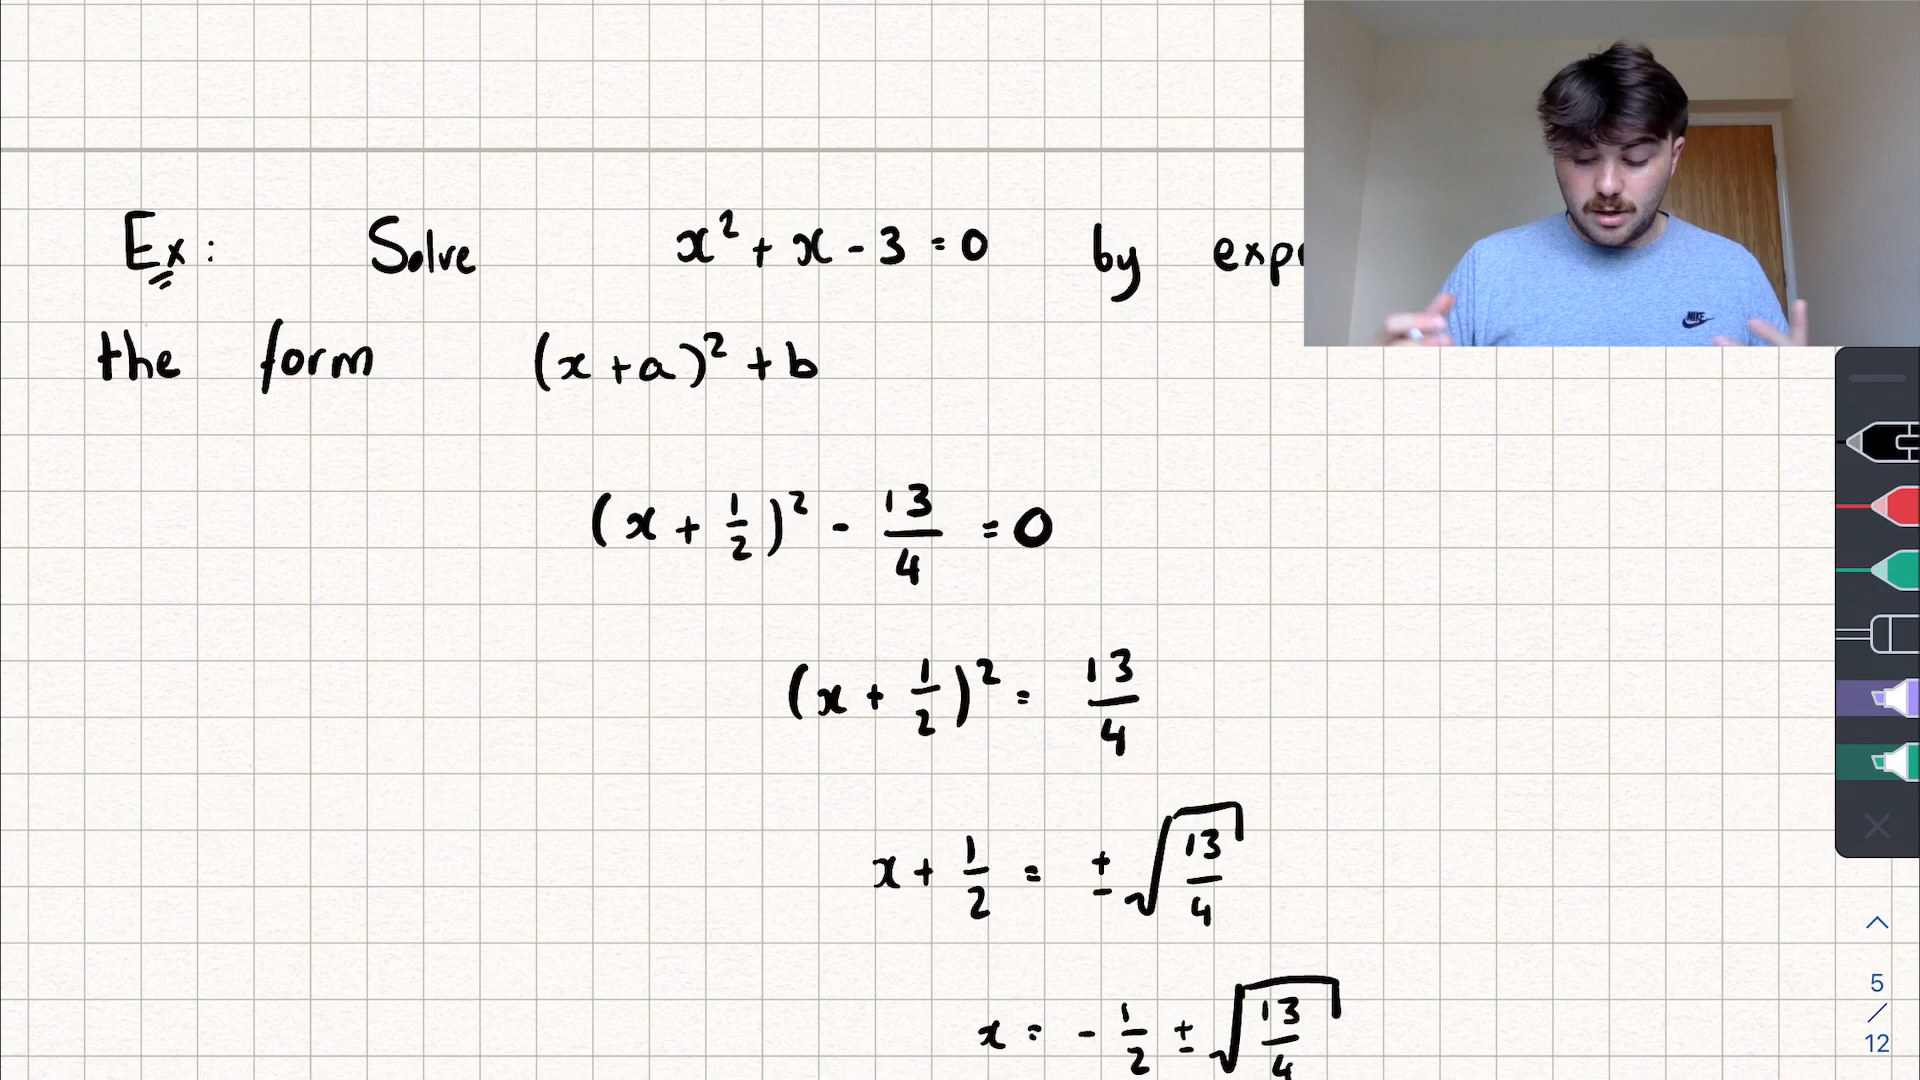 Ex: Solve x² + x - 3 = 0 by exp
the form (x + a)² + b
(x + 1/2)² - 13/4 = 0
(x + 1/2)² = 13/4
x + 1/2 = ± √(13/4)
x = - 1/2 ± √(13/4)
NIKE
5
/
12